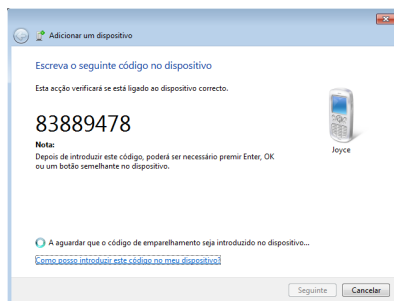 Adicionar um dispositivo
Escreva o seguinte código no dispositivo
Esta acção verificará se está ligado ao dispositivo correcto.
83889478
Nota:
Depois de introduzir este código, poderá ser necessário premir Enter, OK
ou um botão semelhante no dispositivo.
Joyce
A aguardar que o código de emparelhamento seja introduzido no dispositivo...
Como posso introduzir este código no meu dispositivo?
Seguinte
Cancelar